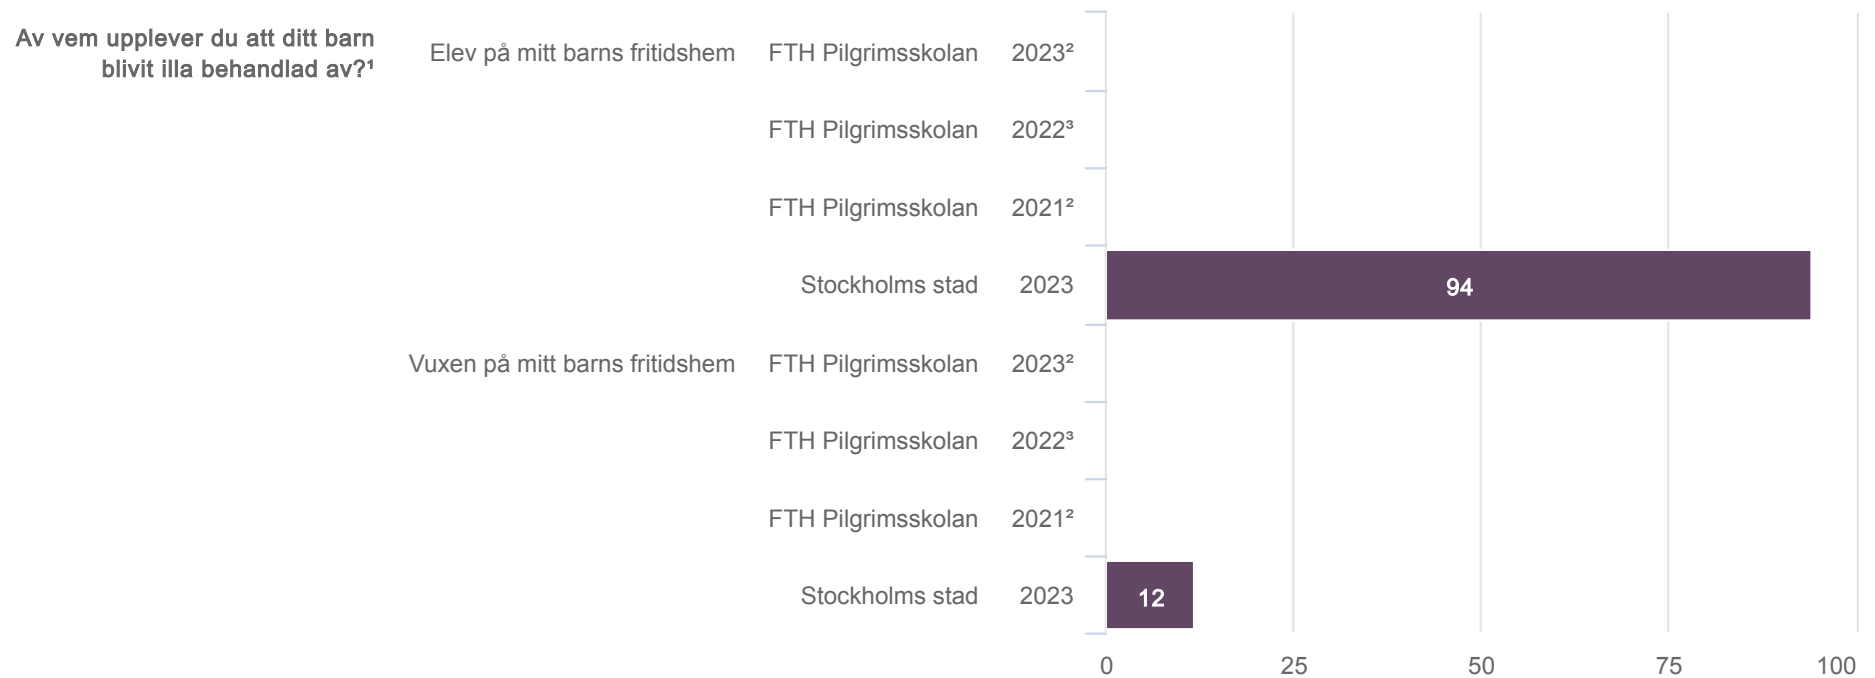 Av vem upplever du att ditt barn
blivit illa behandlad av?¹
Elev på mitt barns fritidshem FTH Pilgrimsskolan 2023²
FTH Pilgrimsskolan 2022³
FTH Pilgrimsskolan 2021²
Stockholms stad 2023 94
Vuxen på mitt barns fritidshem FTH Pilgrimsskolan 2023²
FTH Pilgrimsskolan 2022³
FTH Pilgrimsskolan 2021²
Stockholms stad 2023 12
0 25 50 75 100